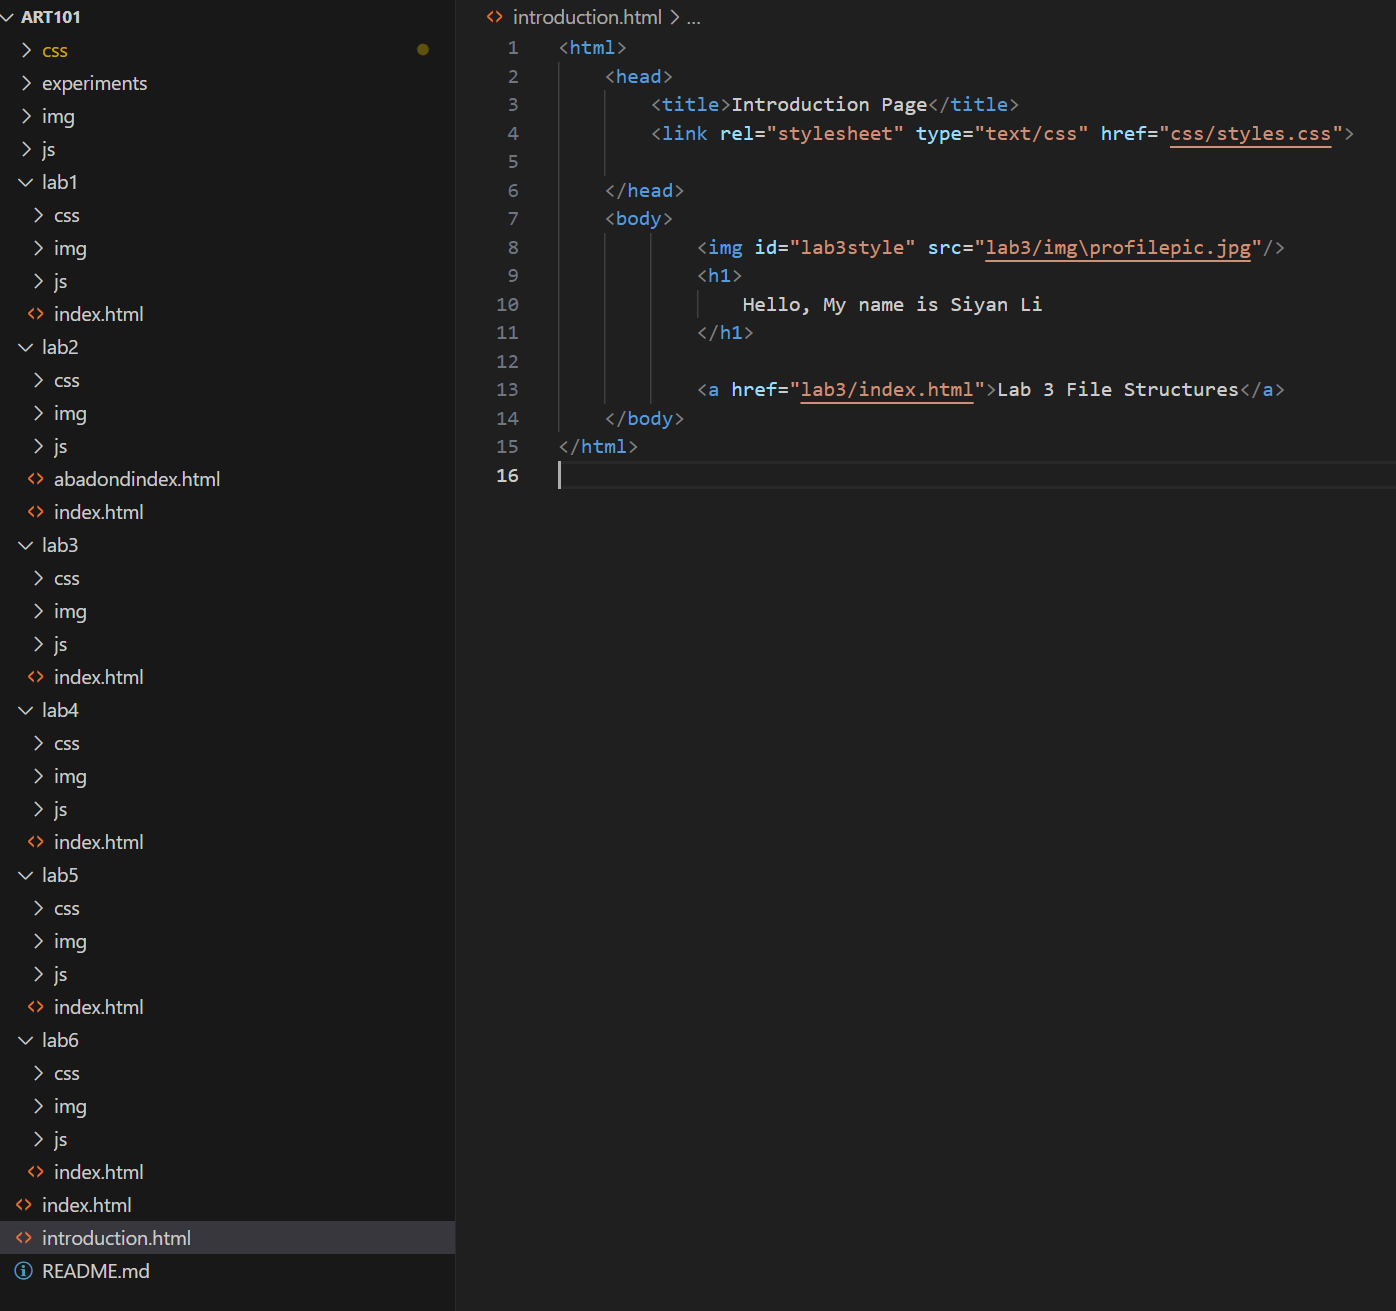 ART101
css
experiments
img
js
lab1
css
img
js
index.html
lab2
css
img
js
abadondindex.html
index.html
lab3
css
img
js
index.html
lab4
css
img
js
index.html
lab5
css
img
js
index.html
lab6
css
img
js
index.html
index.html
introduction.html
README.md
introduction.html > ...
1 <html>
2 <head>
3 <title>Introduction Page</title>
4 <link rel="stylesheet" type="text/css" href="css/styles.css">
5
6 </head>
7 <body>
8 <img id="lab3style" src="lab3/img\profilepic.jpg"/>
9 <h1>
10 Hello, My name is Siyan Li
11 </h1>
12
13 <a href="lab3/index.html">Lab 3 File Structures</a>
14 </body>
15 </html>
16